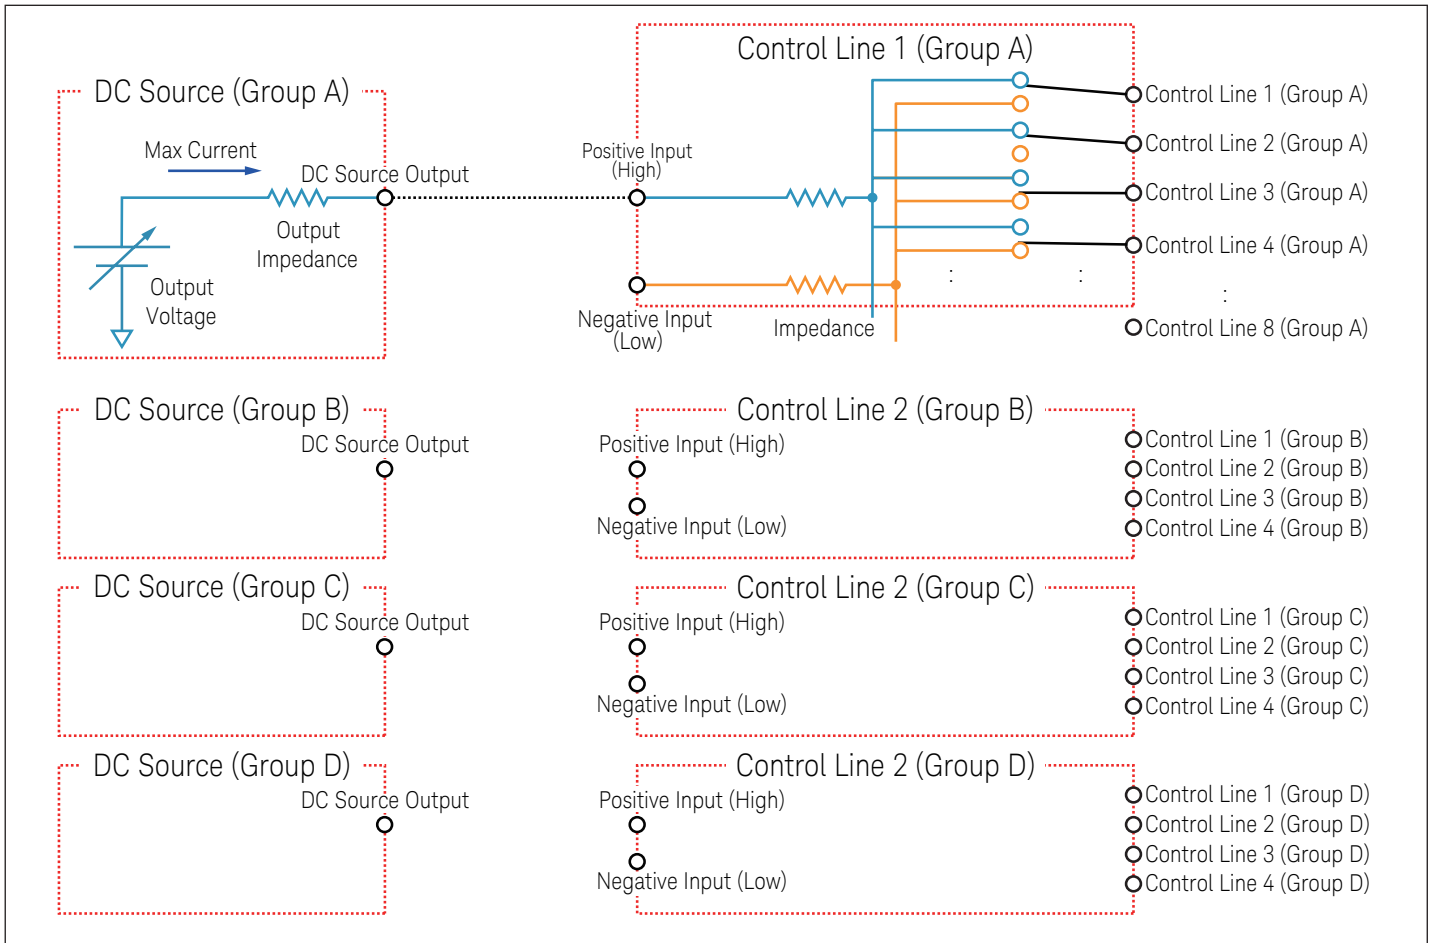 Control Line 1 (Group A)
DC Source (Group A)
Max Current
DC Source Output
Output
Impedance
Output
Voltage
Positive Input
(High)
Negative Input
(Low)
Impedance
:
:
Control Line 1 (Group A)
Control Line 2 (Group A)
Control Line 3 (Group A)
Control Line 4 (Group A)
:
Control Line 8 (Group A)
DC Source (Group B)
DC Source Output
Control Line 2 (Group B)
Positive Input (High)
Negative Input (Low)
Control Line 1 (Group B)
Control Line 2 (Group B)
Control Line 3 (Group B)
Control Line 4 (Group B)
DC Source (Group C)
DC Source Output
Control Line 2 (Group C)
Positive Input (High)
Negative Input (Low)
Control Line 1 (Group C)
Control Line 2 (Group C)
Control Line 3 (Group C)
Control Line 4 (Group C)
DC Source (Group D)
DC Source Output
Control Line 2 (Group D)
Positive Input (High)
Negative Input (Low)
Control Line 1 (Group D)
Control Line 2 (Group D)
Control Line 3 (Group D)
Control Line 4 (Group D)